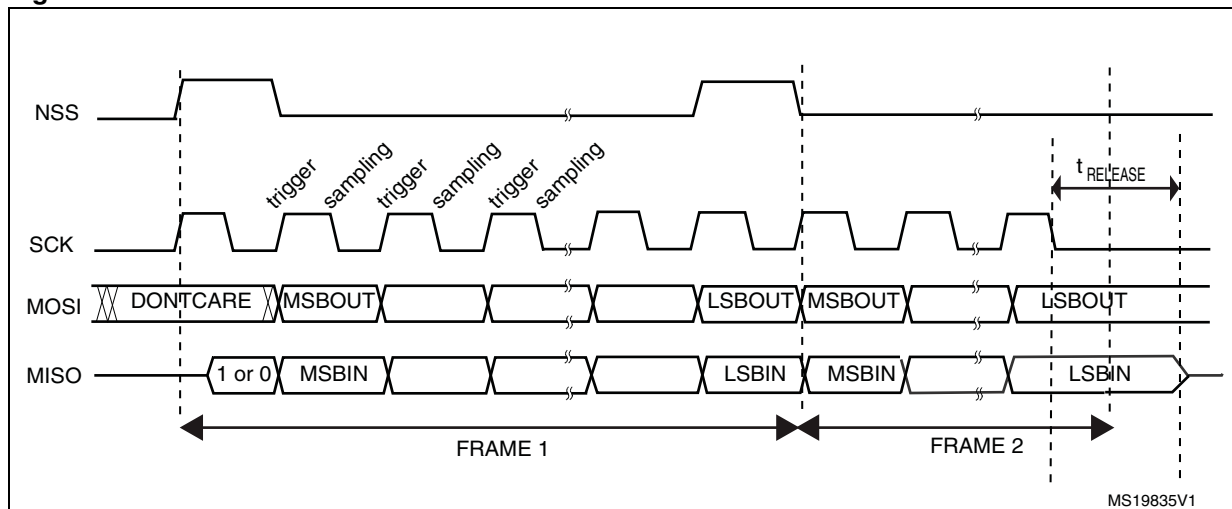 NSS
trigger sampling trigger sampling trigger sampling
t RELEASE
SCK
MOSI DONTCARE MSBOUT LSBOUT MSBOUT LSBOUT
MISO 1 or 0 MSBIN LSBIN MSBIN LSBIN
FRAME 1 FRAME 2
MS19835V1